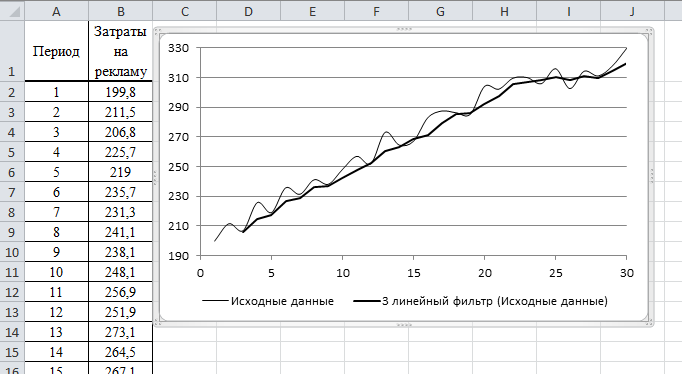 A B C D E F G H I J
1 Период Затраты на рекламу
2 1 199,8
3 2 211,5
4 3 206,8
5 4 225,7
6 5 219
7 6 235,7
8 7 231,3
9 8 241,1
10 9 238,1
11 10 248,1
12 11 256,9
13 12 251,9
14 13 273,1
15 14 264,5
16 15 267,1
330
310
290
270
250
230
210
190
0 5 10 15 20 25 30
Исходные данные 3 линейный фильтр (Исходные данные)